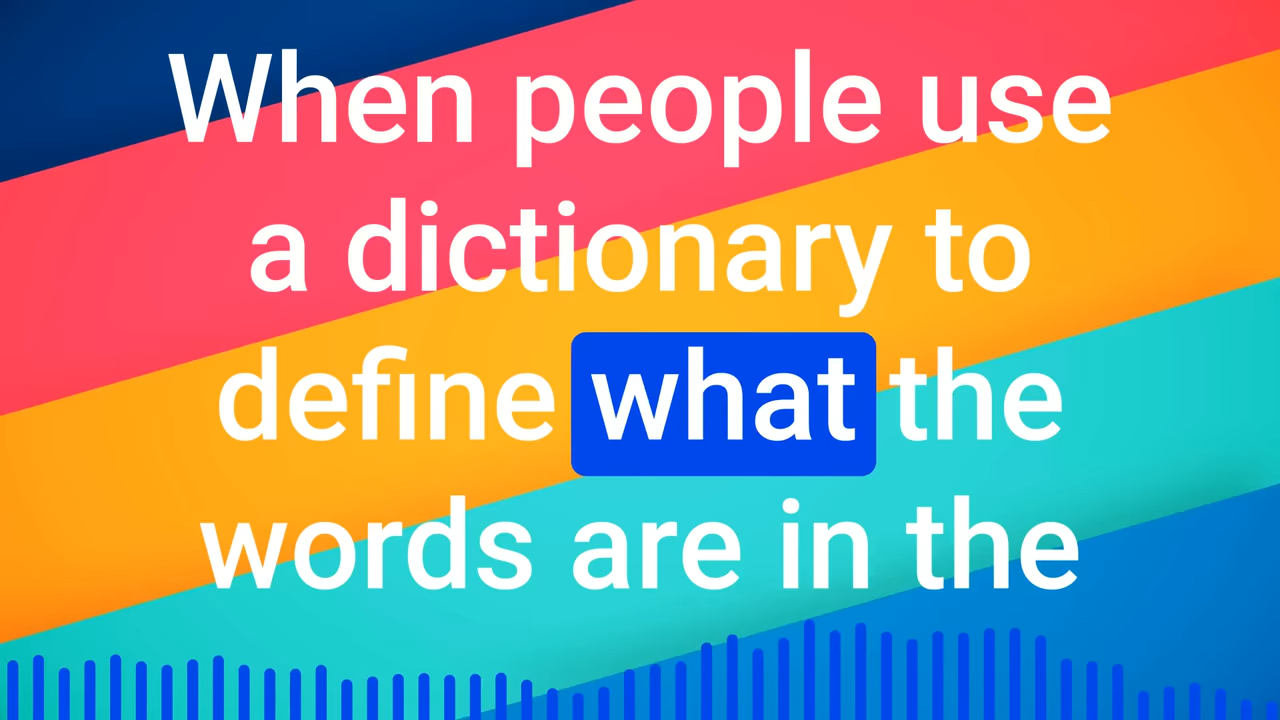 When people use
a dictionary to
define what the
words are in the